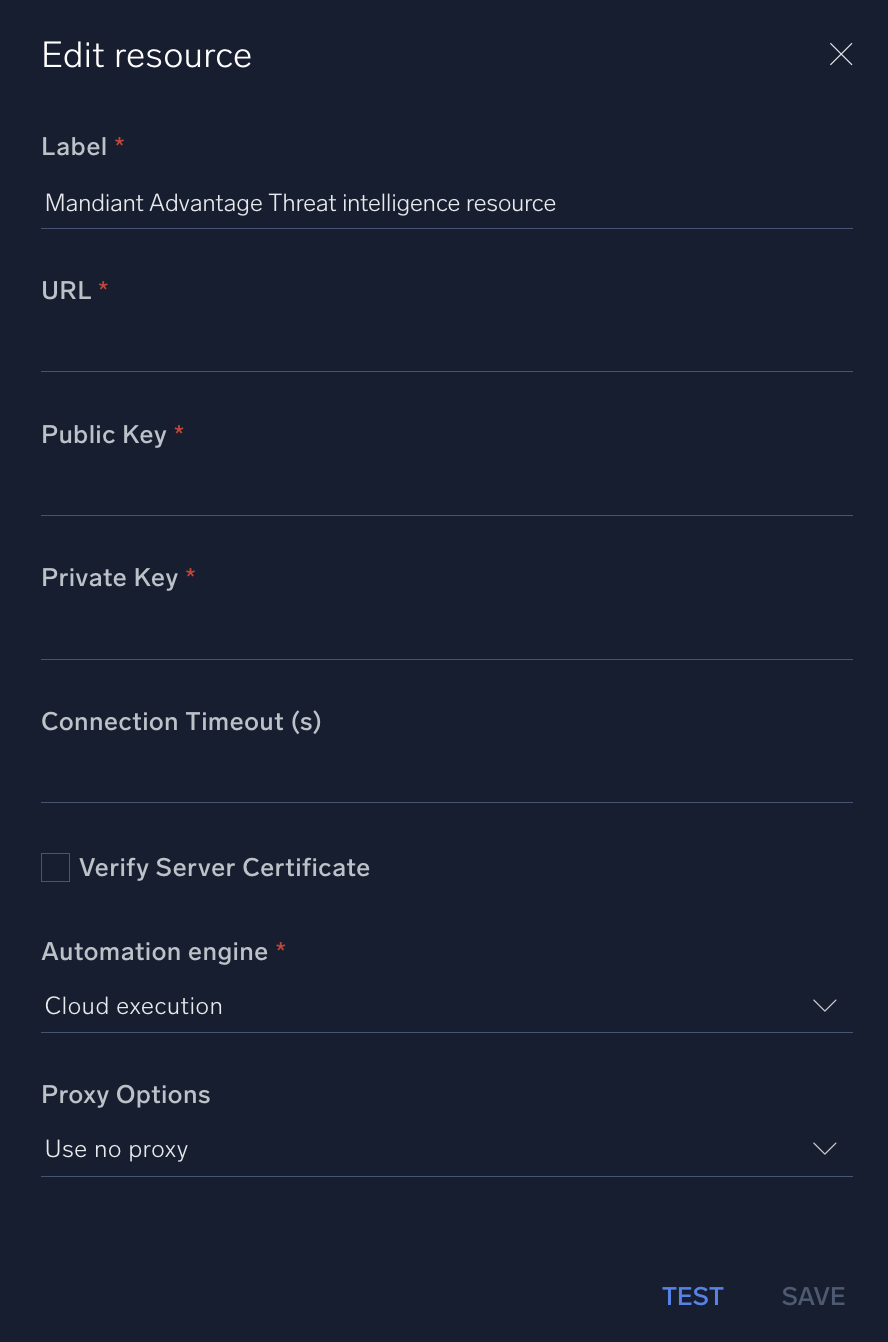 Edit resource
Label *
Mandiant Advantage Threat intelligence resource
URL *
Public Key *
Private Key *
Connection Timeout (s)
Verify Server Certificate
Automation engine *
Cloud execution
Proxy Options
Use no proxy
TEST SAVE